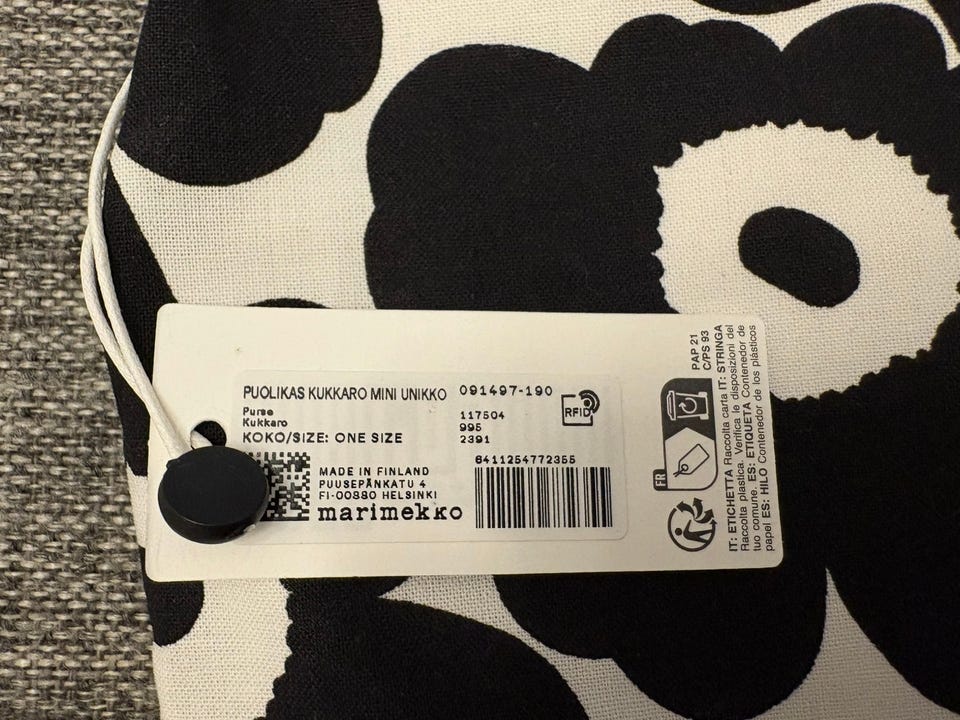 PUOLIKAS KUKKARO MINI UNIKKO 091497-190
Purse 117504
Kukkaro 995
KOKO/SIZE: ONE SIZE 2391
RFID
6411254772355
MADE IN FINLAND
PUUSEPÄNKATU 4
FI-00880 HELSINKI
marimekko
PAP 21
C/PS 93
FR
IT: ETICHETTA Raccolta carta IT: STRINGA
Raccolta plastica. Verifica le disposizioni del
tuo comune. ES: ETIQUETA Contenedor de
papel ES: HILO Contenedor de los plásticos